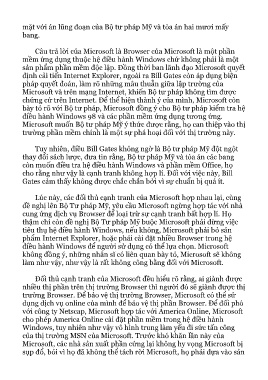 mặt với án lũng đoạn của Bộ tư pháp Mỹ và tòa án hai mươi mấy
bang.
Câu trả lời của Microsoft là Browser của Microsoft là một phần
mềm ứng dụng thuộc hệ điều hành Windows chứ không phải là một
sản phẩm phần mềm độc lập. Đồng thời ban lãnh đạo Microsoft quyết
định cải tiến Internet Explorer, ngoài ra Bill Gates còn áp dụng biện
pháp quyết đoán, làm rõ những mâu thuẫn giữa lập trường của
Microsoft và trên mạng Internet, khiến Bộ tư pháp không tìm được
chứng cứ trên Internet. Để thể hiện thành ý của mình, Microsoft còn
bày tỏ rõ với Bộ tư pháp, Microsoft đồng ý cho Bộ tư pháp kiểm tra hệ
điều hành Windows 98 và các phần mềm ứng dụng tương ứng.
Microsoft muốn Bộ tư pháp Mỹ ý thức được rằng, họ can thiệp vào thị
trường phần mềm chính là một sự phá hoại đối với thị trường này.
Tuy nhiên, điều Bill Gates không ngờ là Bộ tư pháp Mỹ đột ngột
thay đổi sách lược, đưa tin rằng, Bộ tư pháp Mỹ và tòa án các bang
còn muốn điều tra hệ điều hành Windows và phần mềm Office, họ
cho rằng như vậy là cạnh tranh không hợp lí. Đối với việc này, Bill
Gates cảm thấy không được chắc chắn bởi vì sự chuẩn bị quá ít.
Lúc này, các đối thủ cạnh tranh của Microsoft hợp nhau lại, cùng
đề nghị lên Bộ Tư pháp Mỹ, yêu cầu Microsoft ngừng hợp tác với nhà
cung ứng dịch vụ Browser để loại trừ sự cạnh tranh bất hợp lí. Họ
thậm chí còn đề nghị Bộ Tư pháp Mỹ buộc Microsoft phải dừng việc
tiêu thụ hệ điều hành Windows, nếu không, Microsoft phải bỏ sản
phẩm Internet Explorer, hoặc phải cài đặt nhiều Browser trong hệ
điều hành Windows để người sử dụng có thể lựa chọn. Microsoft
không đồng ý, những nhân sĩ có liên quan bày tỏ, Microsoft sẽ không
làm như vậy, như vậy là rất không công bằng đối với Microsoft.
Đối thủ cạnh tranh của Microsoft đều hiểu rõ rằng, ai giành được
nhiều thị phần trên thị trường Browser thì người đó sẽ giành được thị
trường Browser. Để bảo vệ thị trường Browser, Microsoft có thể sử
dụng dịch vụ online của mình để bảo vệ thị phần Browser. Để đối phó
với công ty Netscap, Microsoft hợp tác với America Online, Microsoft
cho phép America Online cài đặt phần mềm trong hệ điều hành
Windows, tuy nhiên như vậy vô hình trung làm yếu đi sức tấn công
của thị trường MSN của Microsoft. Trước khó khăn lần này của
Microsoft, các nhà sản xuất phần cứng lại không hy vọng Microsoft bị
sụp đổ, bởi vì họ đã không thể tách rời Microsoft, họ phải dựa vào sản